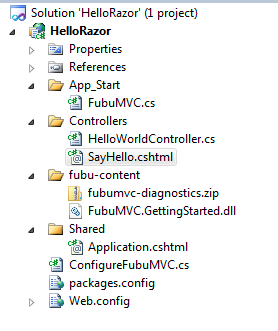 Solution 'HelloRazor' (1 project)
HelloRazor
Properties
References
App_Start
FubuMVC.cs
Controllers
HelloWorldController.cs
SayHello.cshtml
fubu-content
fubumvc-diagnostics.zip
FubuMVC.GettingStarted.dll
Shared
Application.cshtml
ConfigureFubuMVC.cs
packages.config
Web.config